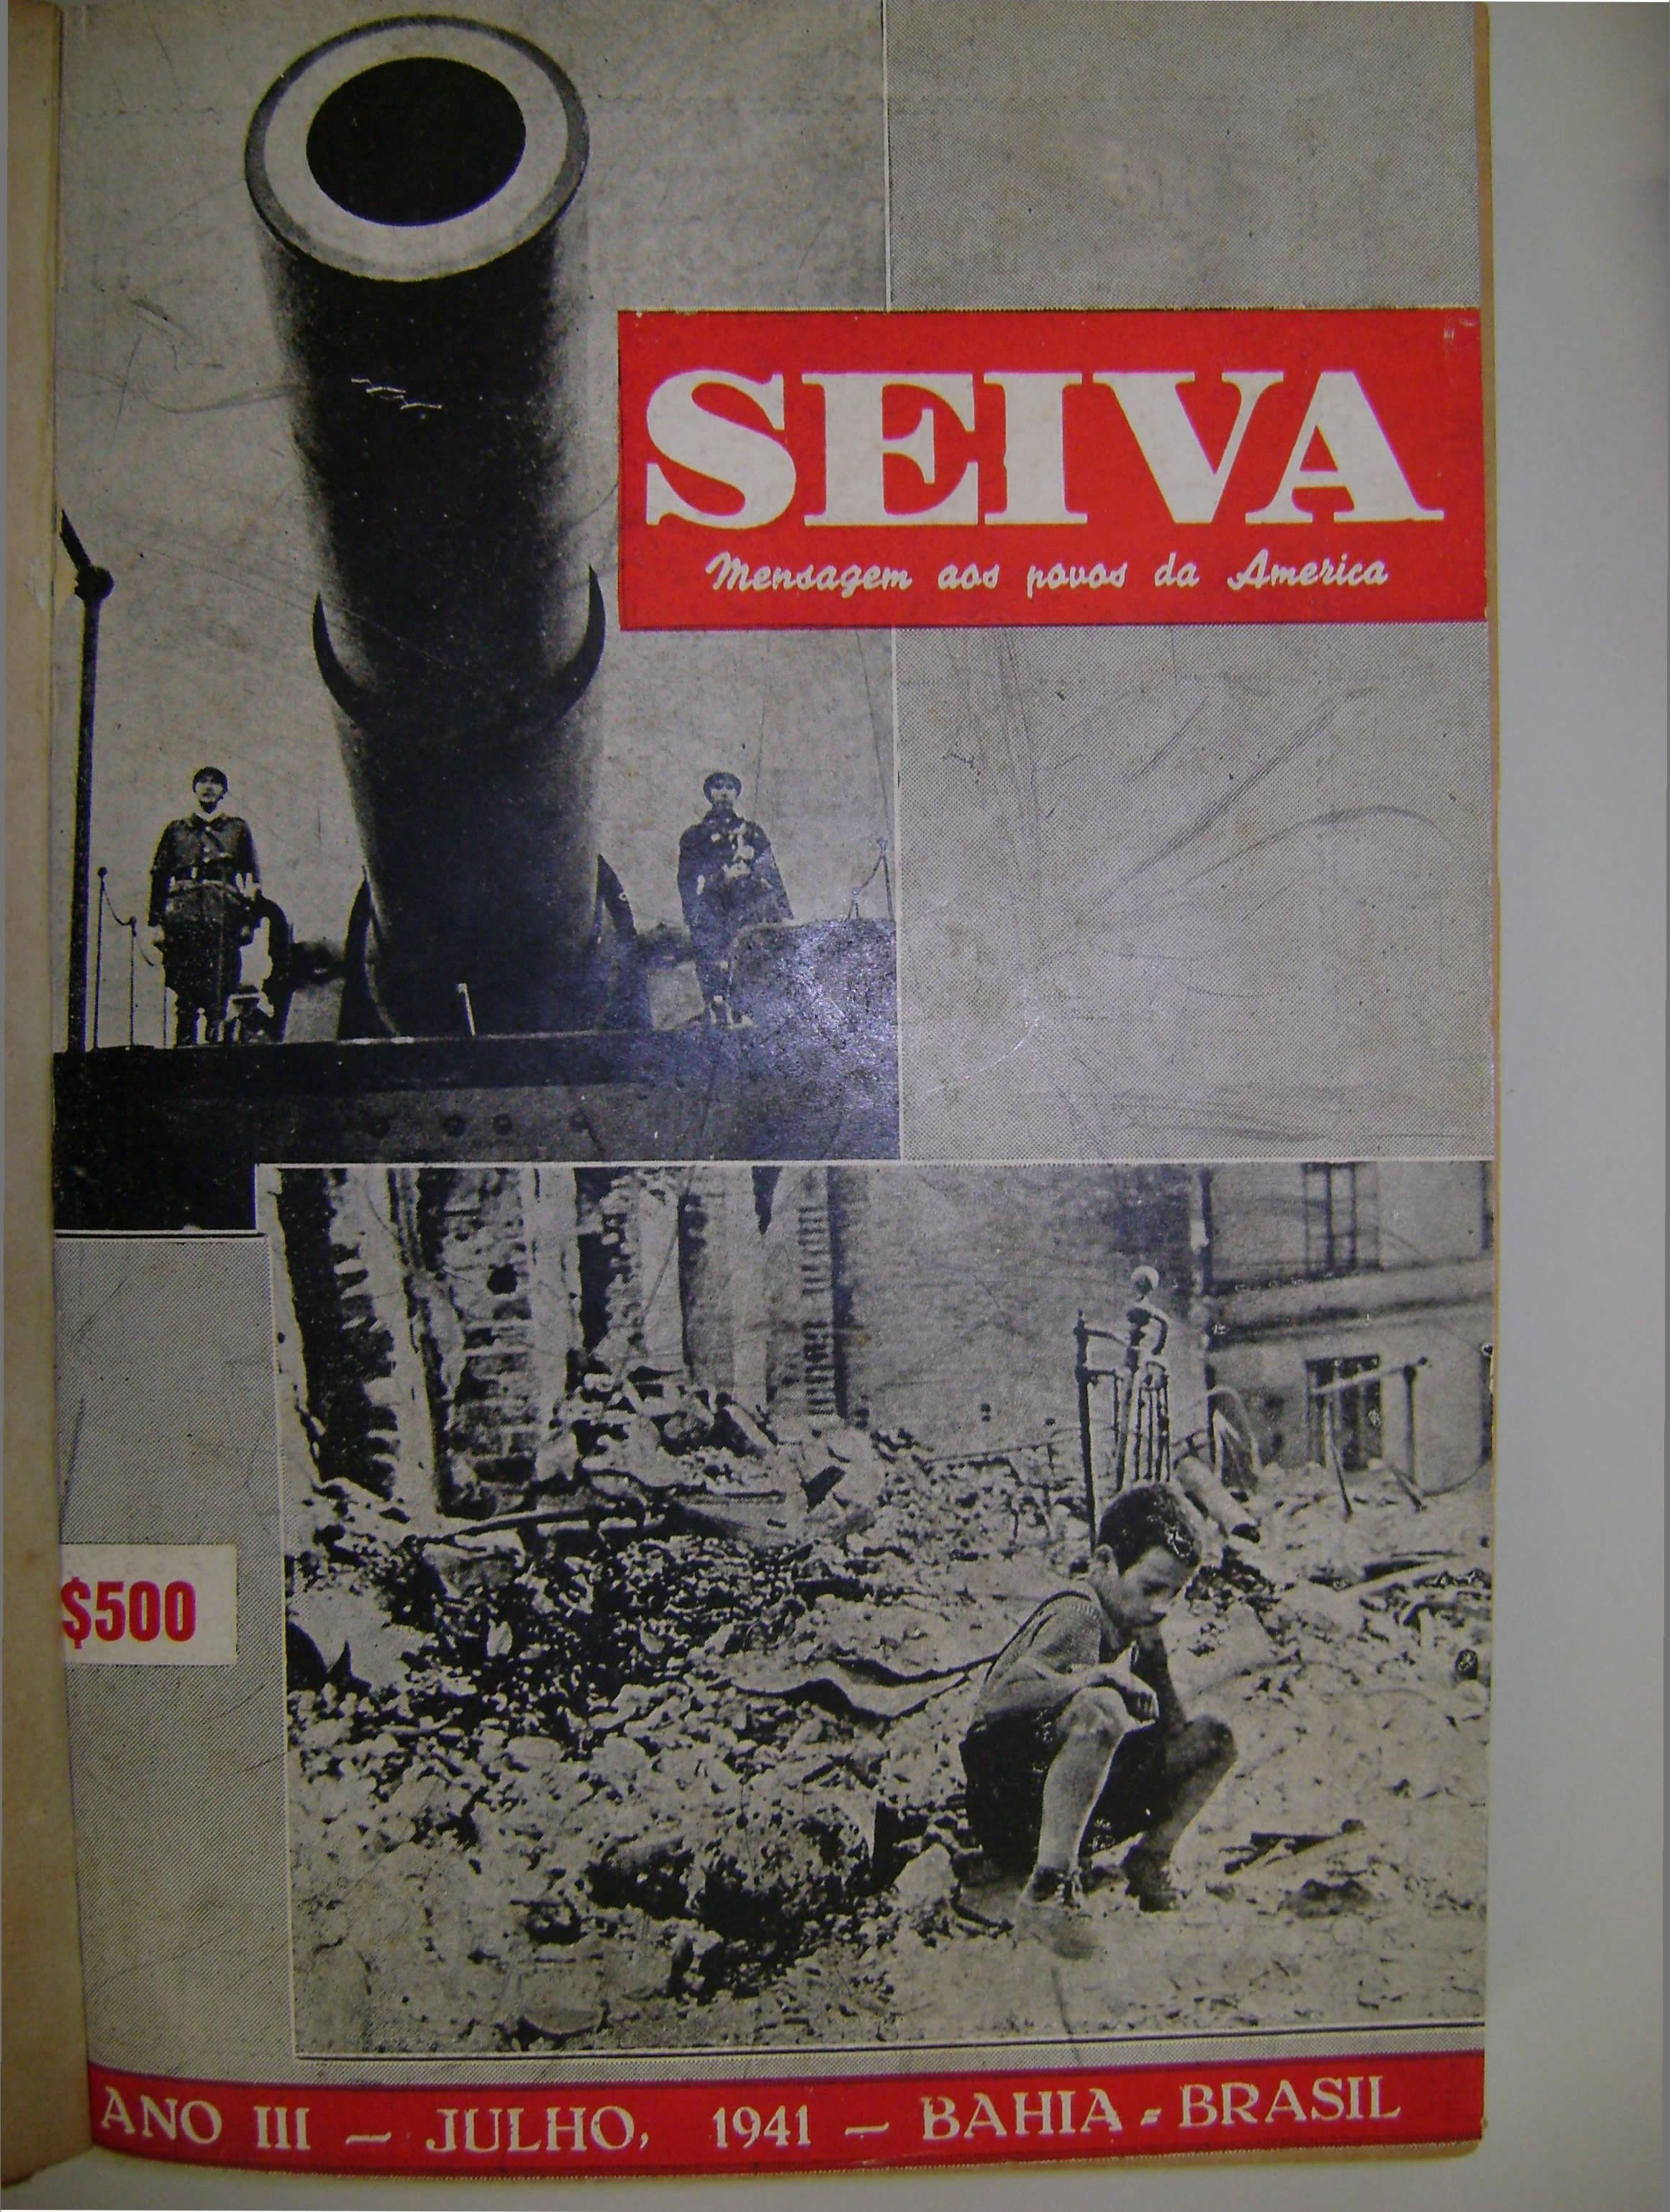 SEIVA
Mensagem aos povos da America
$500
ANO III — JULHO, 1941 — BAHIA - BRASIL